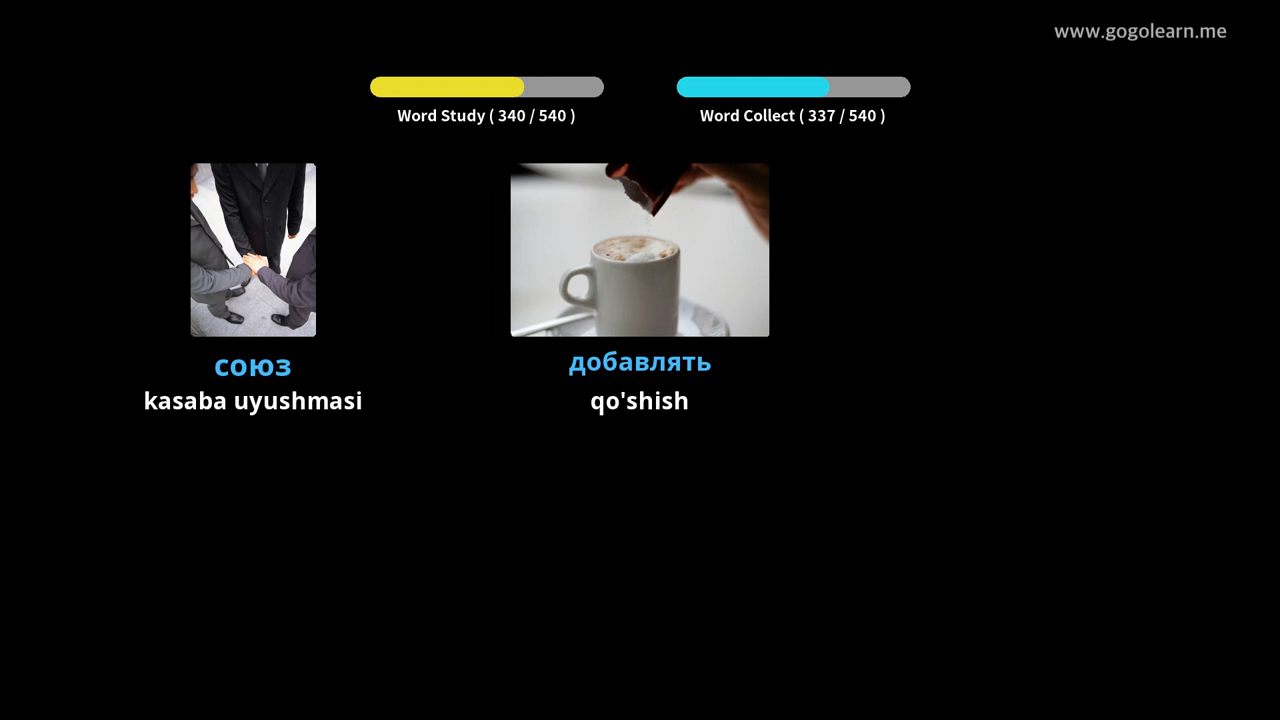 www.gogolearn.me
Word Study ( 340 / 540 )
Word Collect ( 337 / 540 )
союз
kasaba uyushmasi
добавлять
qo'shish